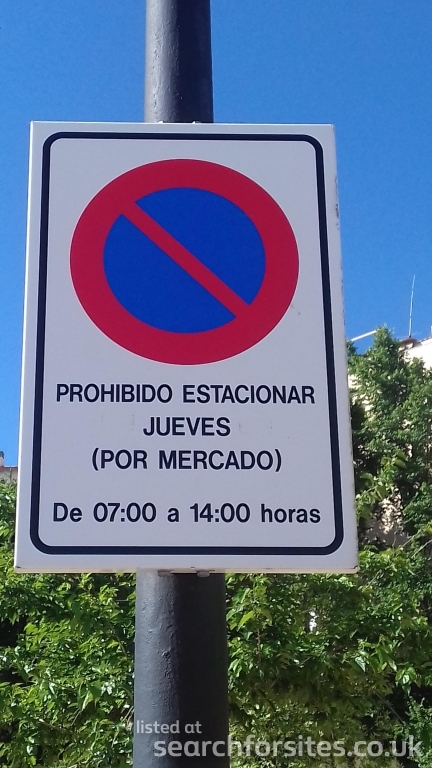 PROHIBIDO ESTACIONAR
JUEVES
(POR MERCADO)
De 07:00 a 14:00 horas
listed at
searchforsites.co.uk